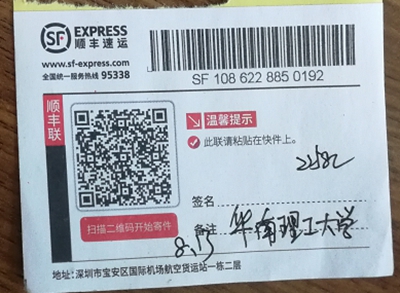 SF EXPRESS
顺丰速运
www.sf-express.com
全国统一服务热线 95338
SF 108 622 885 0192
顺丰联
温馨提示
此联请粘贴在快件上。
签名
扫描二维码开始寄件
备注 华南理工大学
8.13
地址:深圳市宝安区国际机场航空货运站一栋二层